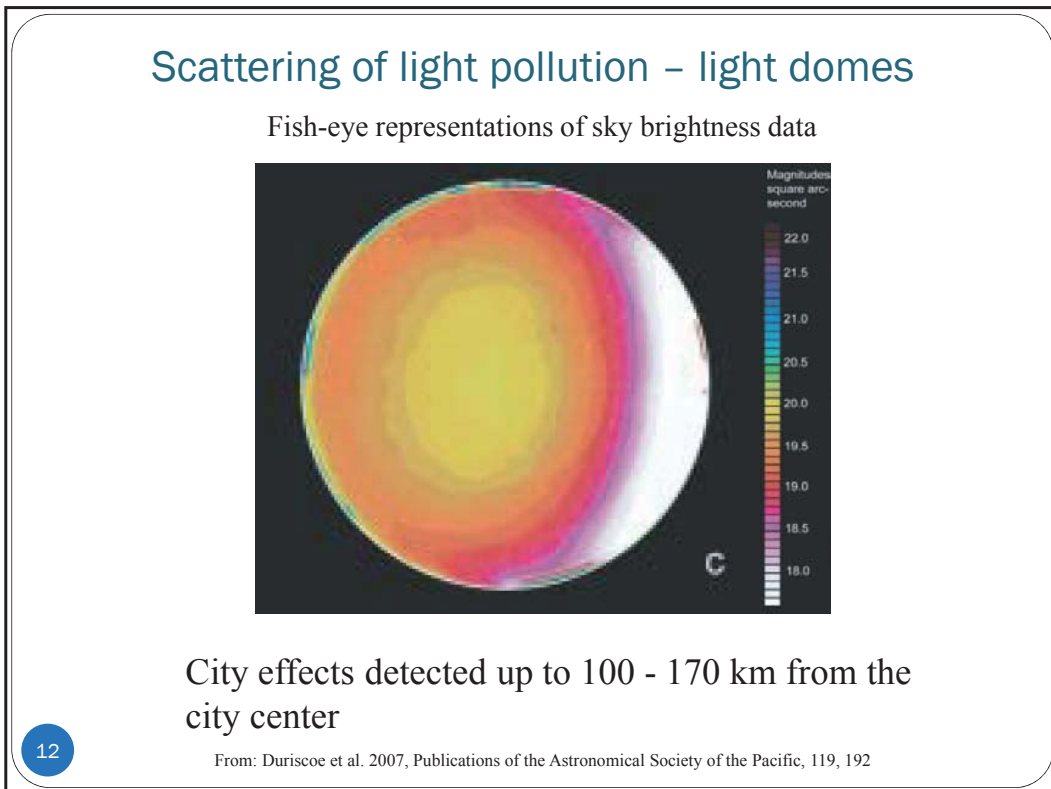 Scattering of light pollution – light domes
Fish-eye representations of sky brightness data
Magnitudes
square arc-
second
22.0
21.5
21.0
20.5
20.0
19.5
19.0
18.5
18.0
C
City effects detected up to 100 - 170 km from the
city center
12
From: Duriscoe et al. 2007, Publications of the Astronomical Society of the Pacific, 119, 192